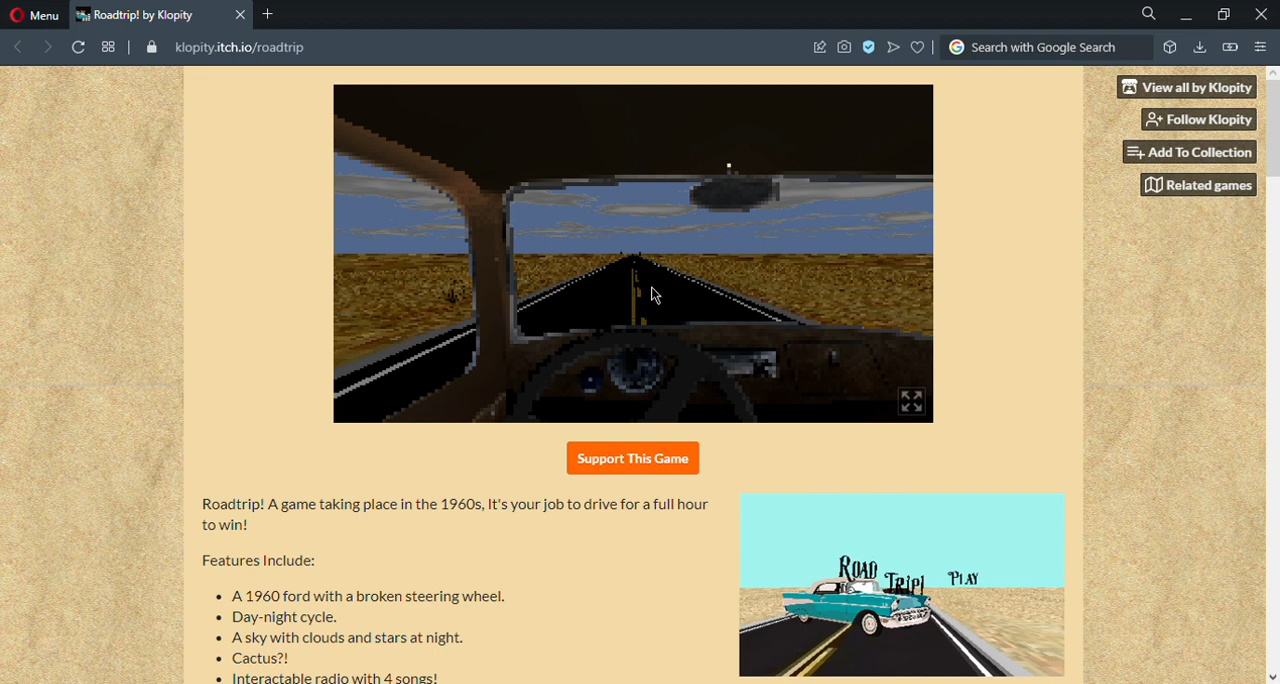 Menu
Roadtrip! by Klopity
klopity.itch.io/roadtrip
Search with Google Search
View all by Klopity
Follow Klopity
Add To Collection
Related games
Support This Game
Roadtrip! A game taking place in the 1960s, It's your job to drive for a full hour
to win!
Features Include:
• A 1960 ford with a broken steering wheel.
• Day-night cycle.
• A sky with clouds and stars at night.
• Cactus?!
• Interactable radio with 4 songs!
ROAD TRIP! PLAY